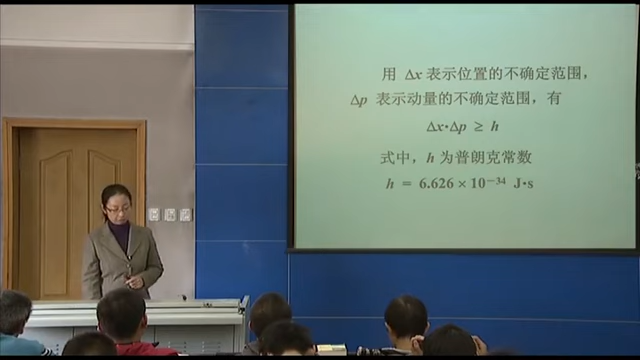 用 Δx 表示位置的不确定范围，
Δp 表示动量的不确定范围，有
Δx·Δp ≥ h
式中，h 为普朗克常数
h = 6.626 × 10⁻³⁴ J·s